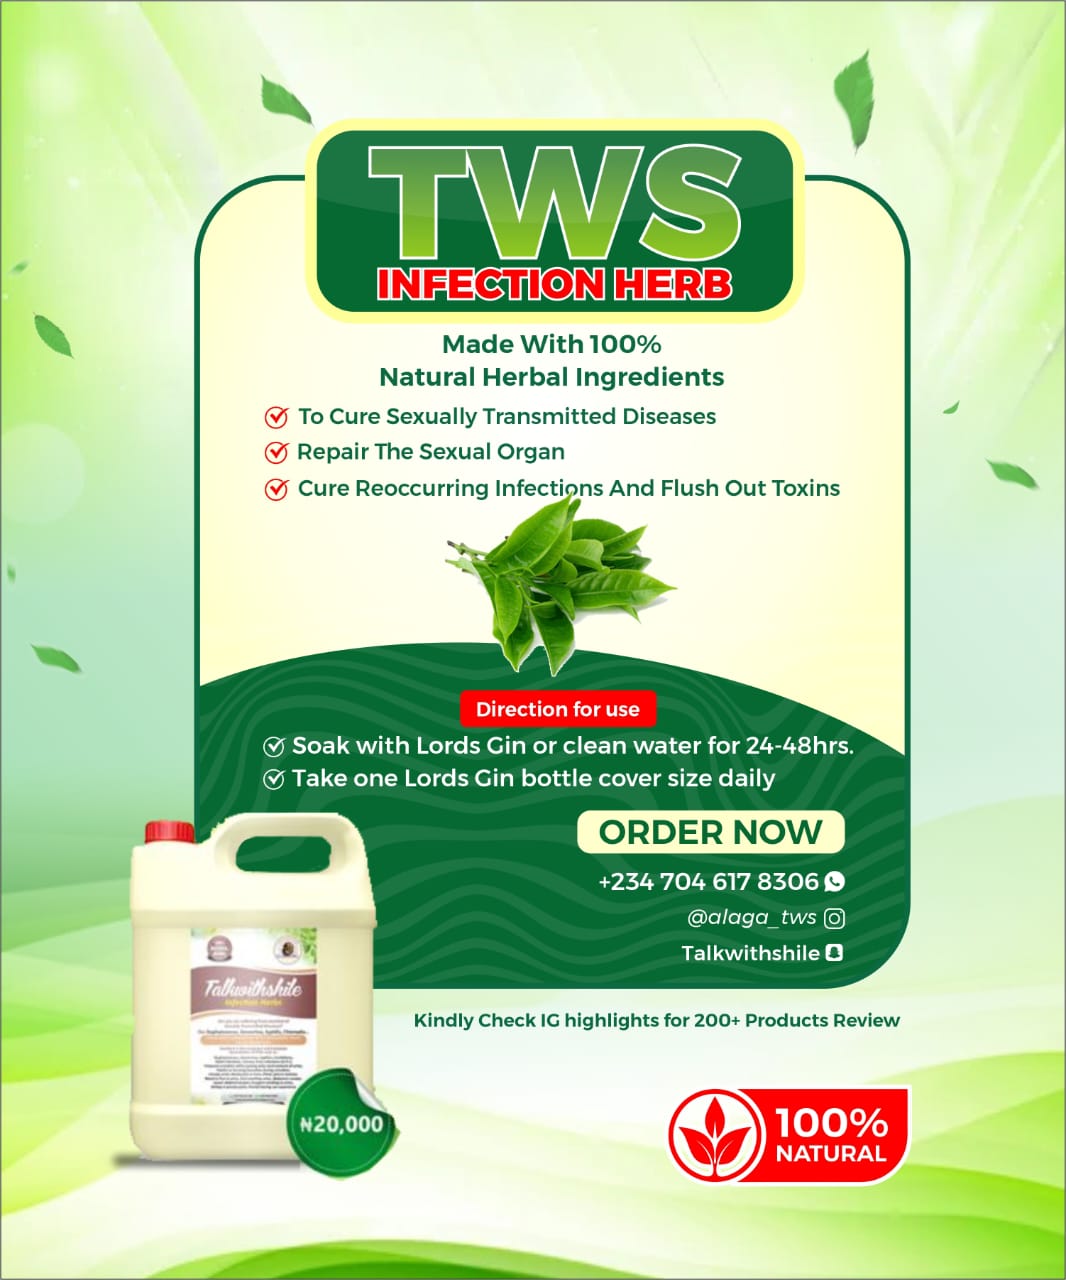 TWS
INFECTION HERB
Made With 100%
Natural Herbal Ingredients
To Cure Sexually Transmitted Diseases
Repair The Sexual Organ
Cure Reoccurring Infections And Flush Out Toxins
Direction for use
Soak with Lords Gin or clean water for 24-48hrs.
Take one Lords Gin bottle cover size daily
ORDER NOW
+234 704 617 8306
@alaga_tws
Talkwithshile
Talkwithshile
Infection Herbs
₦20,000
Kindly Check IG highlights for 200+ Products Review
100%
NATURAL